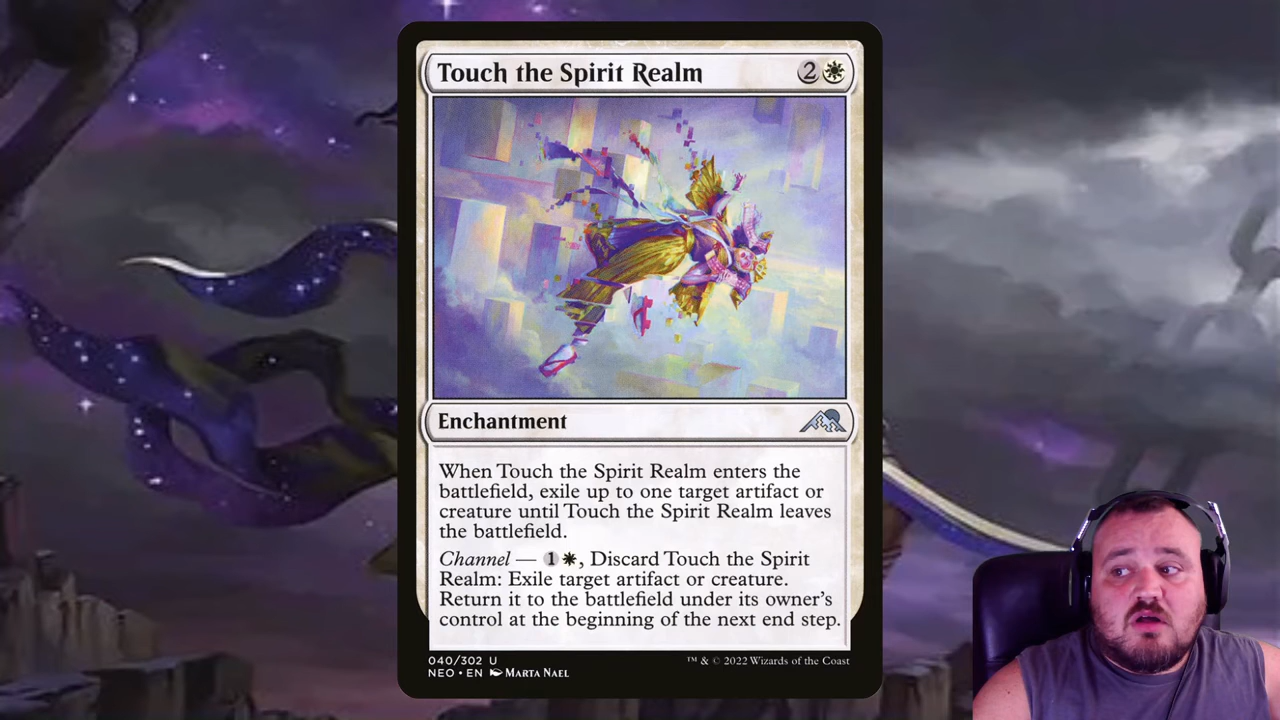 Touch the Spirit Realm 2
Enchantment
When Touch the Spirit Realm enters the
battlefield, exile up to one target artifact or
creature until Touch the Spirit Realm leaves
the battlefield.
Channel — 1, Discard Touch the Spirit
Realm: Exile target artifact or creature.
Return it to the battlefield under its owner's
control at the beginning of the next end step.
040/302 U
NEO • EN Marta Nael
™ & © 2022 Wizards of the Coast